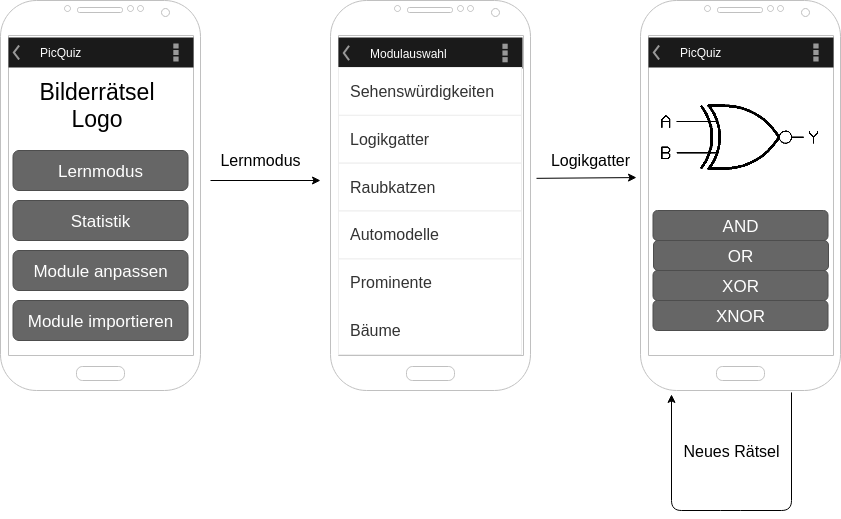 PicQuiz
Bilderrätsel
Logo
Lernmodus
Statistik
Module anpassen
Module importieren
Lernmodus
Modulauswahl
Sehenswürdigkeiten
Logikgatter
Raubkatzen
Automodelle
Prominente
Bäume
Logikgatter
PicQuiz
A
B
Y
AND
OR
XOR
XNOR
Neues Rätsel